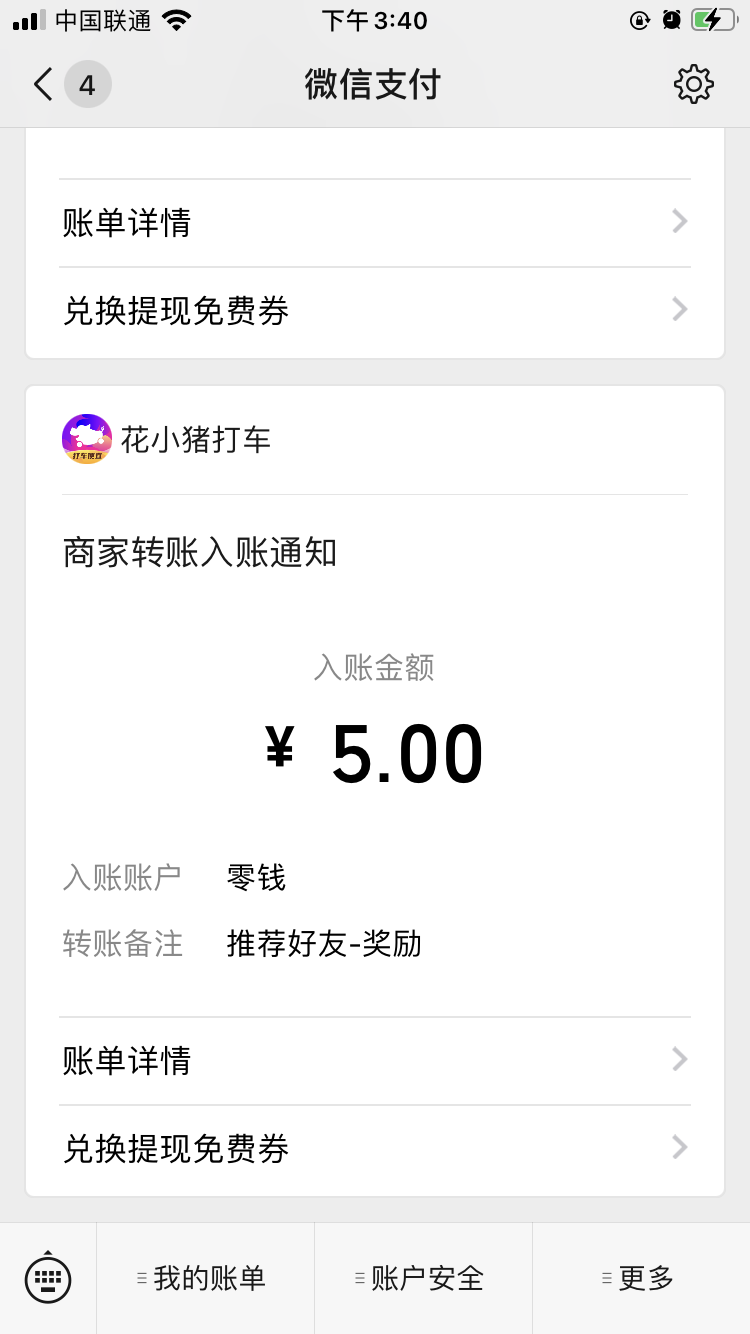 中国联通
下午 3:40
4
微信支付
账单详情
兑换提现免费券
打车便宜
花小猪打车
商家转账入账通知
入账金额
¥ 5.00
入账账户 零钱
转账备注 推荐好友-奖励
账单详情
兑换提现免费券
我的账单
账户安全
更多